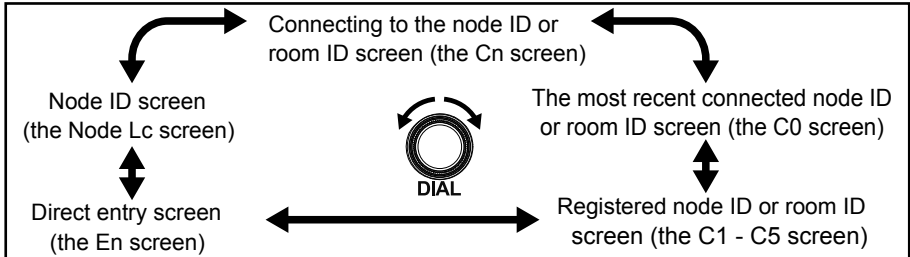 Connecting to the node ID or
room ID screen (the Cn screen)
Node ID screen
(the Node Lc screen)
The most recent connected node ID
or room ID screen (the C0 screen)
DIAL
Direct entry screen
(the En screen)
Registered node ID or room ID
screen (the C1 - C5 screen)